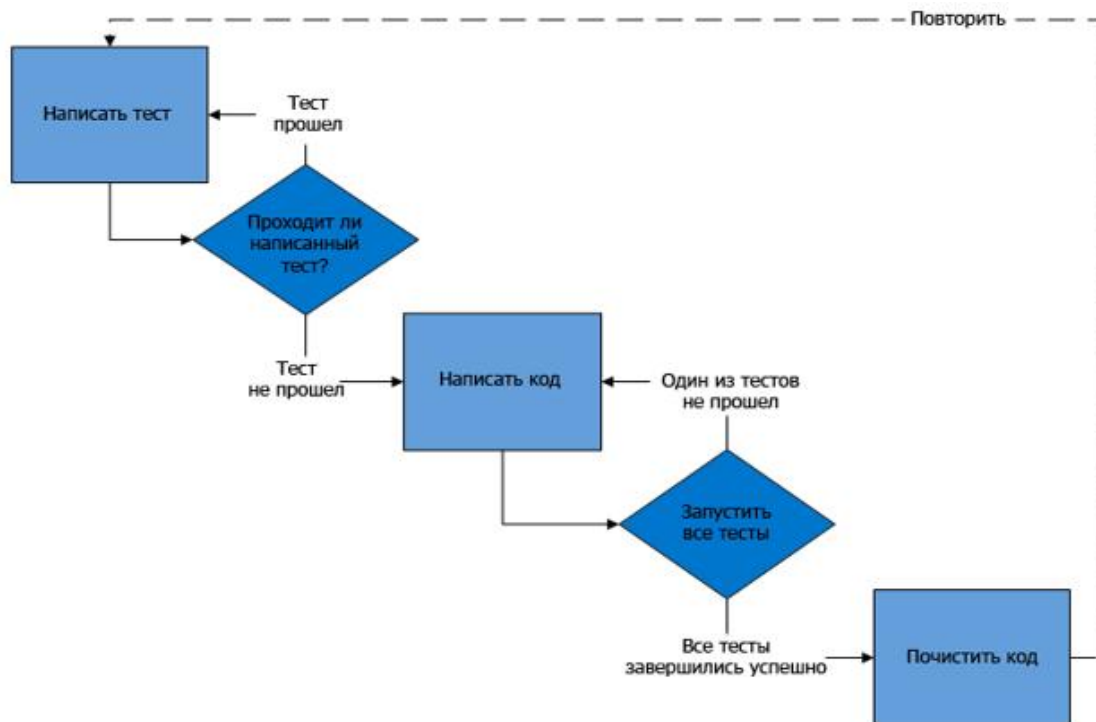 Повторить
Написать тест
Тест
прошел
Проходит ли
написанный
тест?
Тест
не прошел
Написать код
Один из тестов
не прошел
Запустить
все тесты
Все тесты
завершились успешно
Почистить код